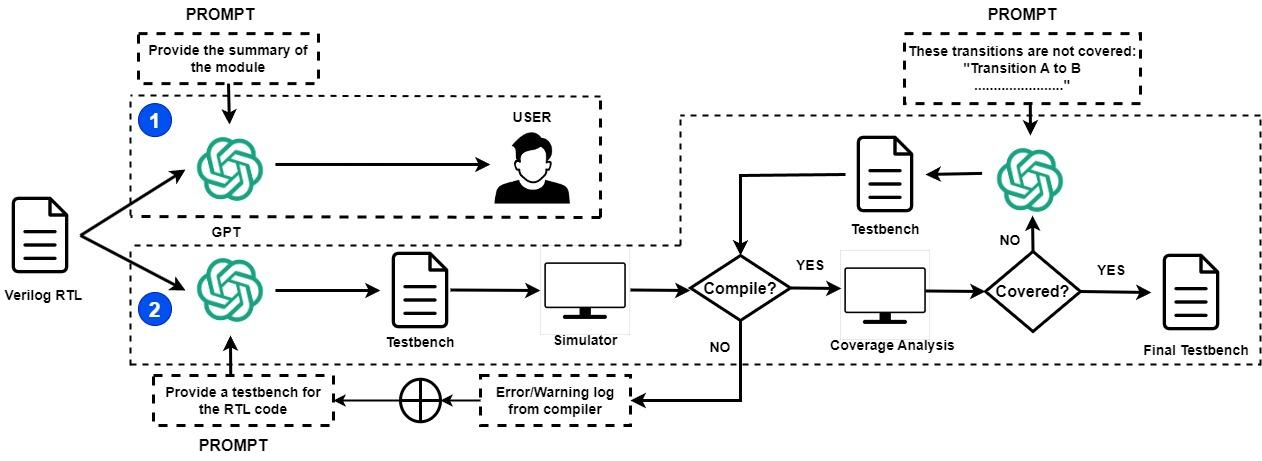 PROMPT
Provide the summary of
the module
PROMPT
These transitions are not covered:
"Transition A to B
......................."
1
USER
GPT
Verilog RTL
2
Testbench
Simulator
Compile?
YES
NO
Testbench
Coverage Analysis
NO
Covered?
YES
Final Testbench
Provide a testbench for
the RTL code
PROMPT
Error/Warning log
from compiler